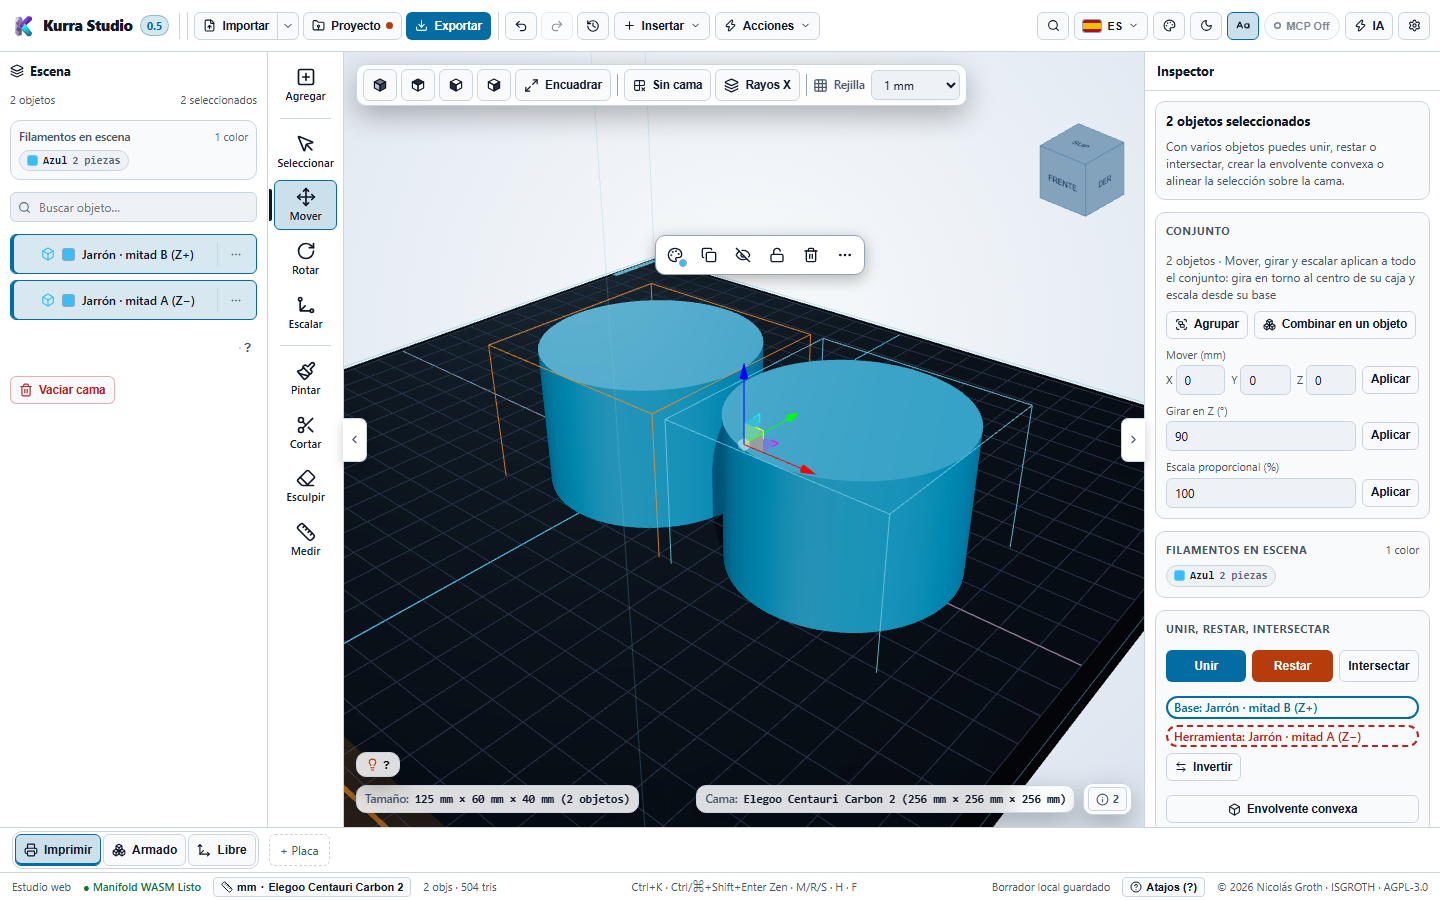 Kurra Studio 0.5
Importar
Proyecto
Exportar
Insertar
Acciones
ES
Aa
MCP Off
IA
Escena
2 objetos
2 seleccionados
Filamentos en escena
1 color
Azul 2 piezas
Buscar objeto...
Jarrón · mitad B (Z+)
Jarrón · mitad A (Z−)
· ?
Vaciar cama
Agregar
Seleccionar
Mover
Rotar
Escalar
Pintar
Cortar
Esculpir
Medir
Encuadrar
Sin cama
Rayos X
Rejilla
1 mm
SUP
FRENTE
DER
?
Tamaño: 125 mm × 60 mm × 40 mm (2 objetos)
Cama: Elegoo Centauri Carbon 2 (256 mm × 256 mm × 256 mm)
2
Inspector
2 objetos seleccionados
Con varios objetos puedes unir, restar o
intersectar, crear la envolvente convexa o
alinear la selección sobre la cama.
CONJUNTO
2 objetos · Mover, girar y escalar aplican a todo
el conjunto: gira en torno al centro de su caja y
escala desde su base
Agrupar
Combinar en un objeto
Mover (mm)
X 0 Y 0 Z 0 Aplicar
Girar en Z (°)
90 Aplicar
Escala proporcional (%)
100 Aplicar
FILAMENTOS EN ESCENA
1 color
Azul 2 piezas
UNIR, RESTAR, INTERSECTAR
Unir
Restar
Intersectar
Base: Jarrón · mitad B (Z+)
Herramienta: Jarrón · mitad A (Z−)
Invertir
Envolvente convexa
Imprimir
Armado
Libre
+ Placa
Estudio web
● Manifold WASM Listo
mm · Elegoo Centauri Carbon 2
2 objs · 504 tris
Ctrl+K · Ctrl/⌘+Shift+Enter Zen · M/R/S · H · F
Borrador local guardado
Atajos (?)
© 2026 Nicolás Groth · ISGROTH · AGPL-3.0